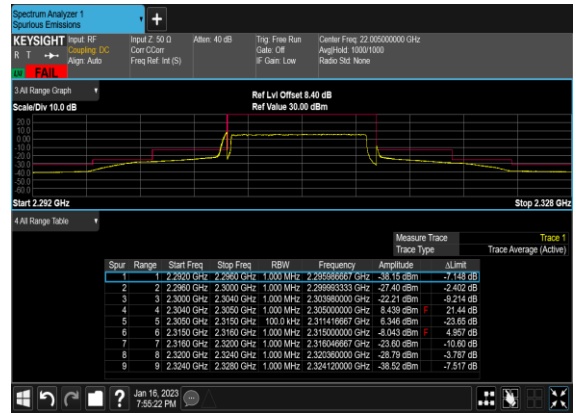 Spectrum Analyzer 1
Spurious Emissions
+
KEYSIGHT Input: RF Input Z: 50 Ω Atten: 40 dB Trig: Free Run Center Freq: 22.005000000 GHz
R T Coupling: DC Corr CCorr Gate: Off Avg|Hold: 1000/1000
Align: Auto Freq Ref: Int (S) IF Gain: Low Radio Std: None
FAIL
3 All Range Graph
Ref Lvl Offset 8.40 dB
Scale/Div 10.0 dB Ref Value 30.00 dBm
20.0
10.0
0.00
-10.0
-20.0
-30.0
-40.0
-50.0
-60.0
Start 2.292 GHz Stop 2.328 GHz
4 All Range Table
Measure Trace Trace 1
Trace Type Trace Average (Active)
Spur Range Start Freq Stop Freq RBW Frequency Amplitude ΔLimit
1 1 2.2920 GHz 2.2960 GHz 1.000 MHz 2.295986667 GHz -38.15 dBm -7.148 dB
2 2 2.2960 GHz 2.3000 GHz 1.000 MHz 2.299993333 GHz -27.40 dBm -2.402 dB
3 3 2.3000 GHz 2.3040 GHz 1.000 MHz 2.303980000 GHz -22.21 dBm -9.214 dB
4 4 2.3040 GHz 2.3050 GHz 1.000 MHz 2.305000000 GHz 8.439 dBm F 21.44 dB
5 5 2.3050 GHz 2.3150 GHz 100.0 kHz 2.311416667 GHz 6.346 dBm -23.65 dB
6 6 2.3150 GHz 2.3160 GHz 1.000 MHz 2.315000000 GHz -8.043 dBm F 4.957 dB
7 7 2.3160 GHz 2.3200 GHz 1.000 MHz 2.316046667 GHz -23.60 dBm -10.60 dB
8 8 2.3200 GHz 2.3240 GHz 1.000 MHz 2.320360000 GHz -28.79 dBm -3.787 dB
9 9 2.3240 GHz 2.3280 GHz 1.000 MHz 2.324120000 GHz -38.52 dBm -7.517 dB
? Jan 16, 2023
7:55:22 PM